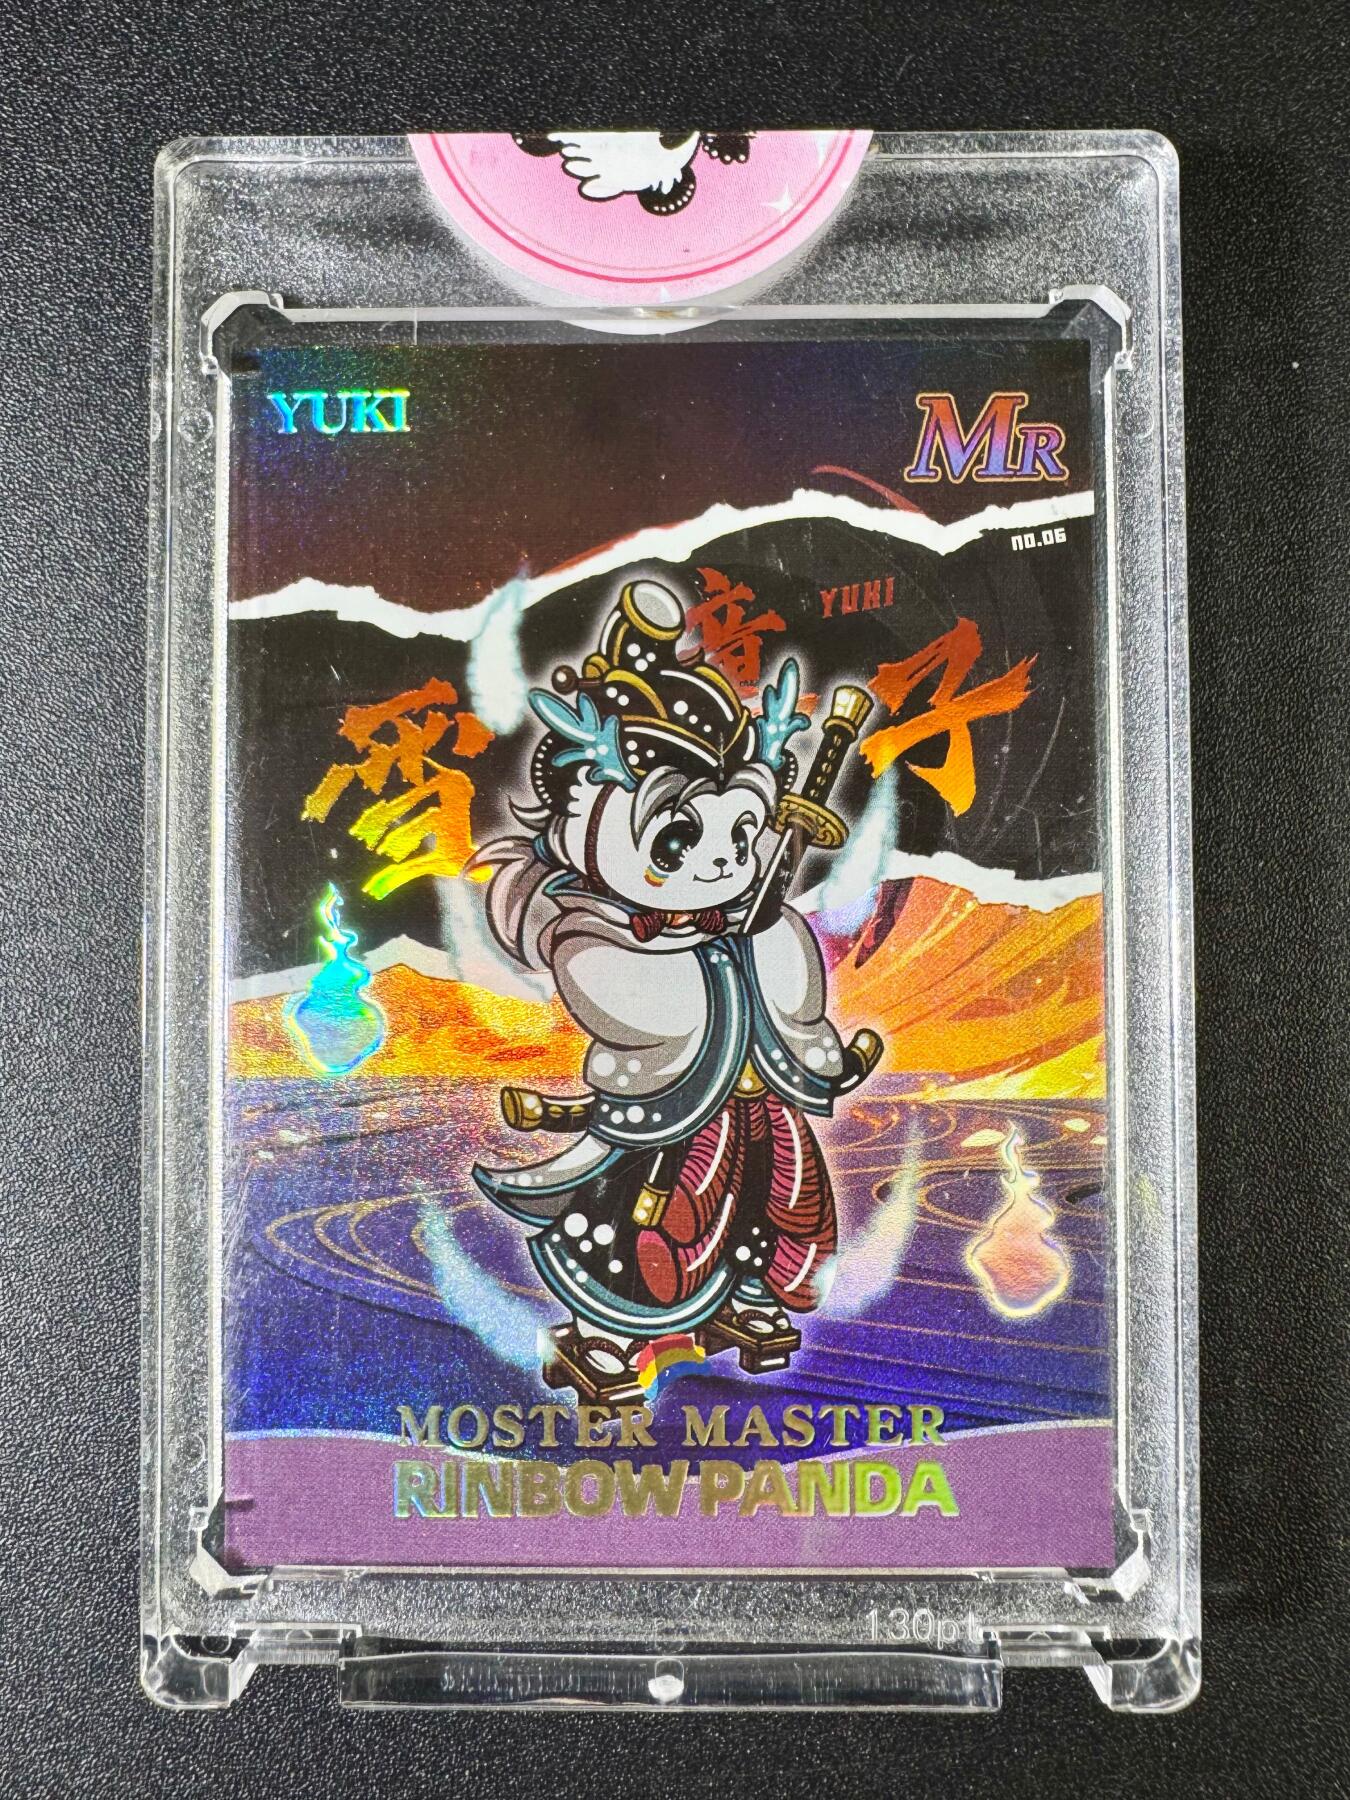 YUKI
MR
no.06
雪音子
YUKI
MOSTER MASTER
RINBOW PANDA
130pt